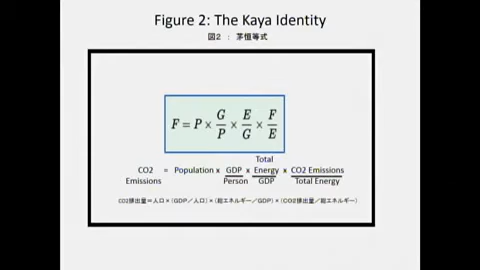 Figure 2: The Kaya Identity
図2 : 茅恒等式
F = P × G/P × E/G × F/E
CO2 Emissions = Population x GDP/Person x Total Energy/GDP x CO2 Emissions/Total Energy
CO2排出量=人口×(GDP/人口)×(総エネルギー/GDP)×(CO2排出量/総エネルギー)